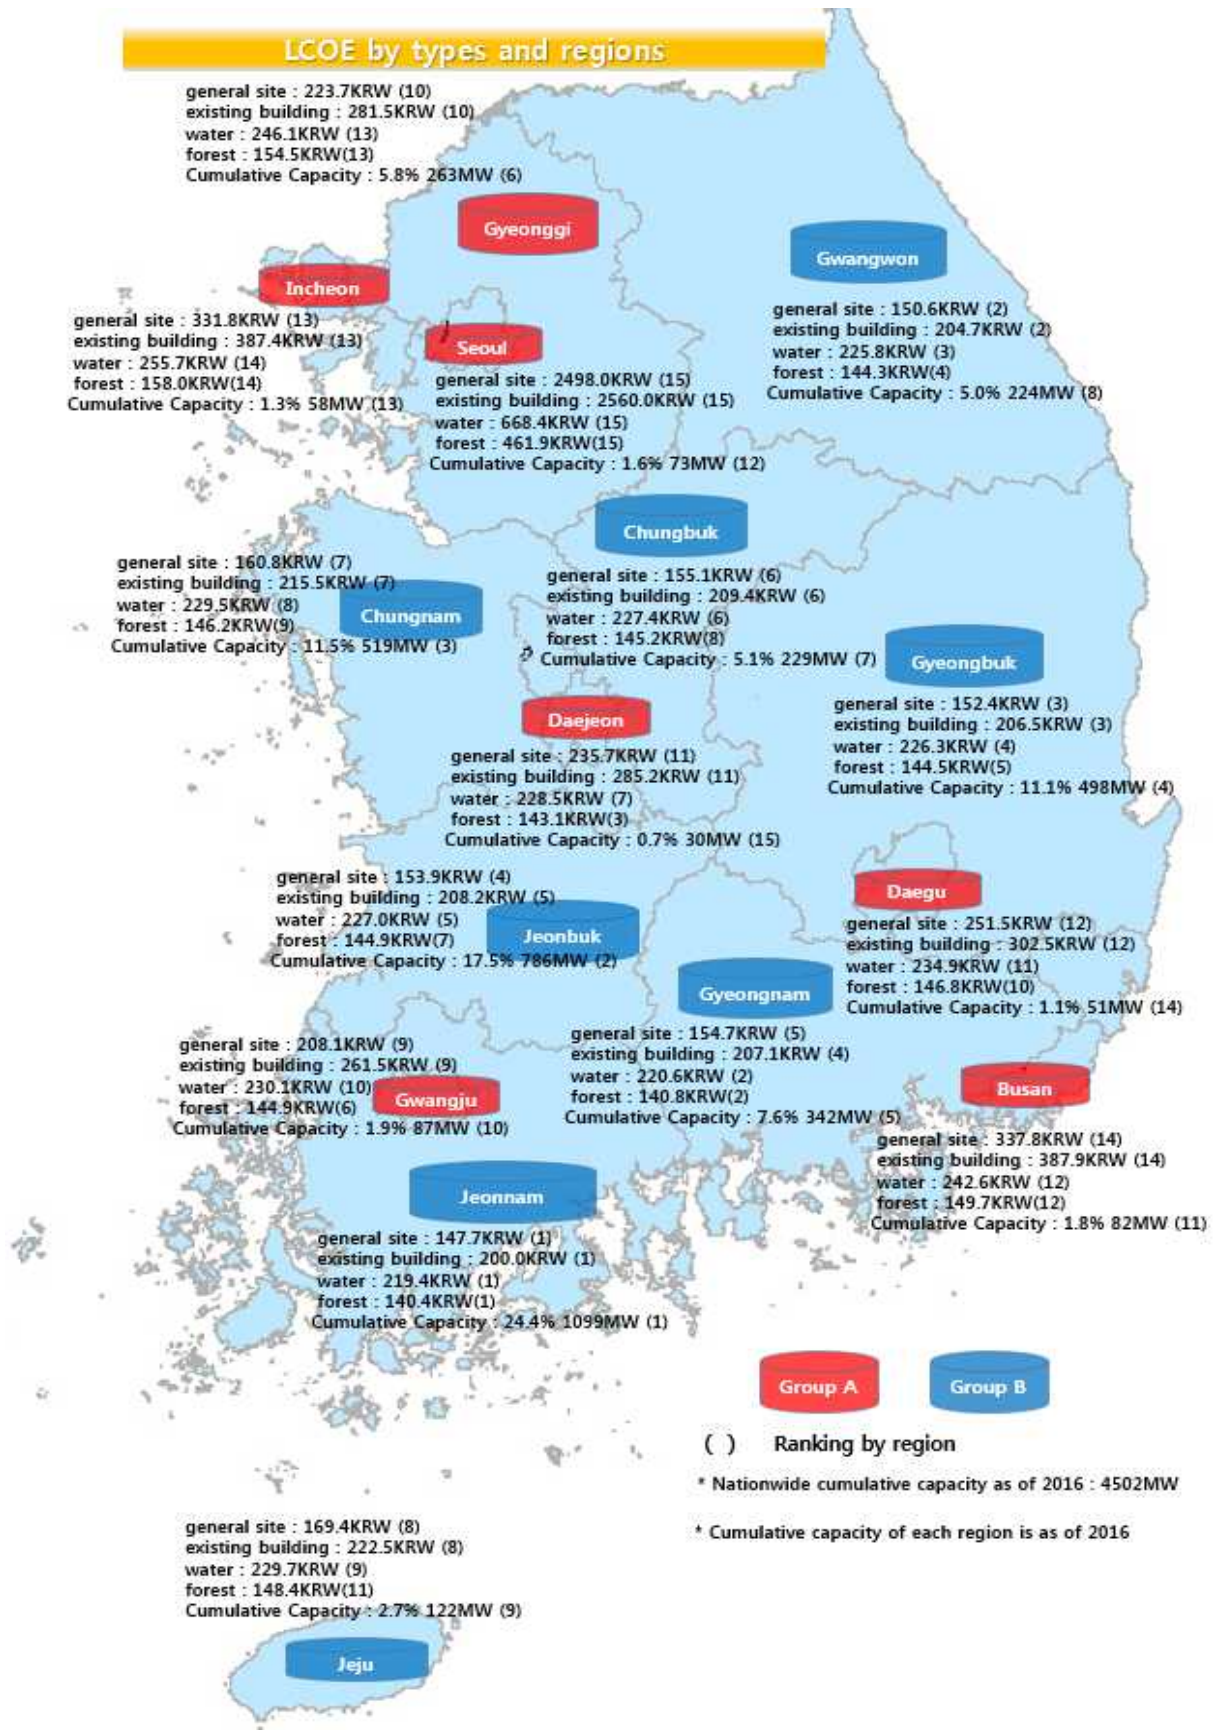 LCOE by types and regions
general site : 223.7KRW (10)
existing building : 281.5KRW (10)
water : 246.1KRW (13)
forest : 154.5KRW(13)
Cumulative Capacity : 5.8% 263MW (6)
Gyeonggi
Gwangwon
general site : 150.6KRW (2)
existing building : 204.7KRW (2)
water : 225.8KRW (3)
forest : 144.3KRW(4)
Cumulative Capacity : 5.0% 224MW (8)
Incheon
general site : 331.8KRW (13)
existing building : 387.4KRW (13)
water : 255.7KRW (14)
forest : 158.0KRW(14)
Cumulative Capacity : 1.3% 58MW (13)
Seoul
general site : 2498.0KRW (15)
existing building : 2560.0KRW (15)
water : 668.4KRW (15)
forest : 461.9KRW(15)
Cumulative Capacity : 1.6% 73MW (12)
Chungbuk
general site : 155.1KRW (6)
existing building : 209.4KRW (6)
water : 227.4KRW (6)
forest : 145.2KRW(8)
Cumulative Capacity : 5.1% 229MW (7)
general site : 160.8KRW (7)
existing building : 215.5KRW (7)
water : 229.5KRW (8)
forest : 146.2KRW(9)
Cumulative Capacity : 11.5% 519MW (3)
Chungnam
Gyeongbuk
general site : 152.4KRW (3)
existing building : 206.5KRW (3)
water : 226.3KRW (4)
forest : 144.5KRW(5)
Cumulative Capacity : 11.1% 498MW (4)
Daejeon
general site : 235.7KRW (11)
existing building : 285.2KRW (11)
water : 228.5KRW (7)
forest : 143.1KRW(3)
Cumulative Capacity : 0.7% 30MW (15)
general site : 153.9KRW (4)
existing building : 208.2KRW (5)
water : 227.0KRW (5)
forest : 144.9KRW(7)
Cumulative Capacity : 17.5% 786MW (2)
Jeonbuk
Daegu
general site : 251.5KRW (12)
existing building : 302.5KRW (12)
water : 234.9KRW (11)
forest : 146.8KRW(10)
Cumulative Capacity : 1.1% 51MW (14)
Gyeongnam
general site : 154.7KRW (5)
existing building : 207.1KRW (4)
water : 220.6KRW (2)
forest : 140.8KRW(2)
Cumulative Capacity : 7.6% 342MW (5)
general site : 208.1KRW (9)
existing building : 261.5KRW (9)
water : 230.1KRW (10)
forest : 144.9KRW(6)
Cumulative Capacity : 1.9% 87MW (10)
Gwangju
Busan
general site : 337.8KRW (14)
existing building : 387.9KRW (14)
water : 242.6KRW (12)
forest : 149.7KRW(12)
Cumulative Capacity : 1.8% 82MW (11)
Jeonnam
general site : 147.7KRW (1)
existing building : 200.0KRW (1)
water : 219.4KRW (1)
forest : 140.4KRW(1)
Cumulative Capacity : 24.4% 1099MW (1)
Group A
Group B
( ) Ranking by region
* Nationwide cumulative capacity as of 2016 : 4502MW
* Cumulative capacity of each region is as of 2016
general site : 169.4KRW (8)
existing building : 222.5KRW (8)
water : 229.7KRW (9)
forest : 148.4KRW(11)
Cumulative Capacity : 2.7% 122MW (9)
Jeju